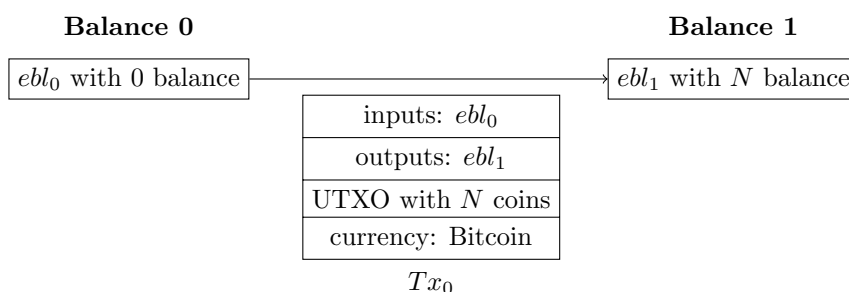 Balance 0
Balance 1
ebl₀ with 0 balance
ebl₁ with N balance
inputs: ebl₀
outputs: ebl₁
UTXO with N coins
currency: Bitcoin
Tx₀